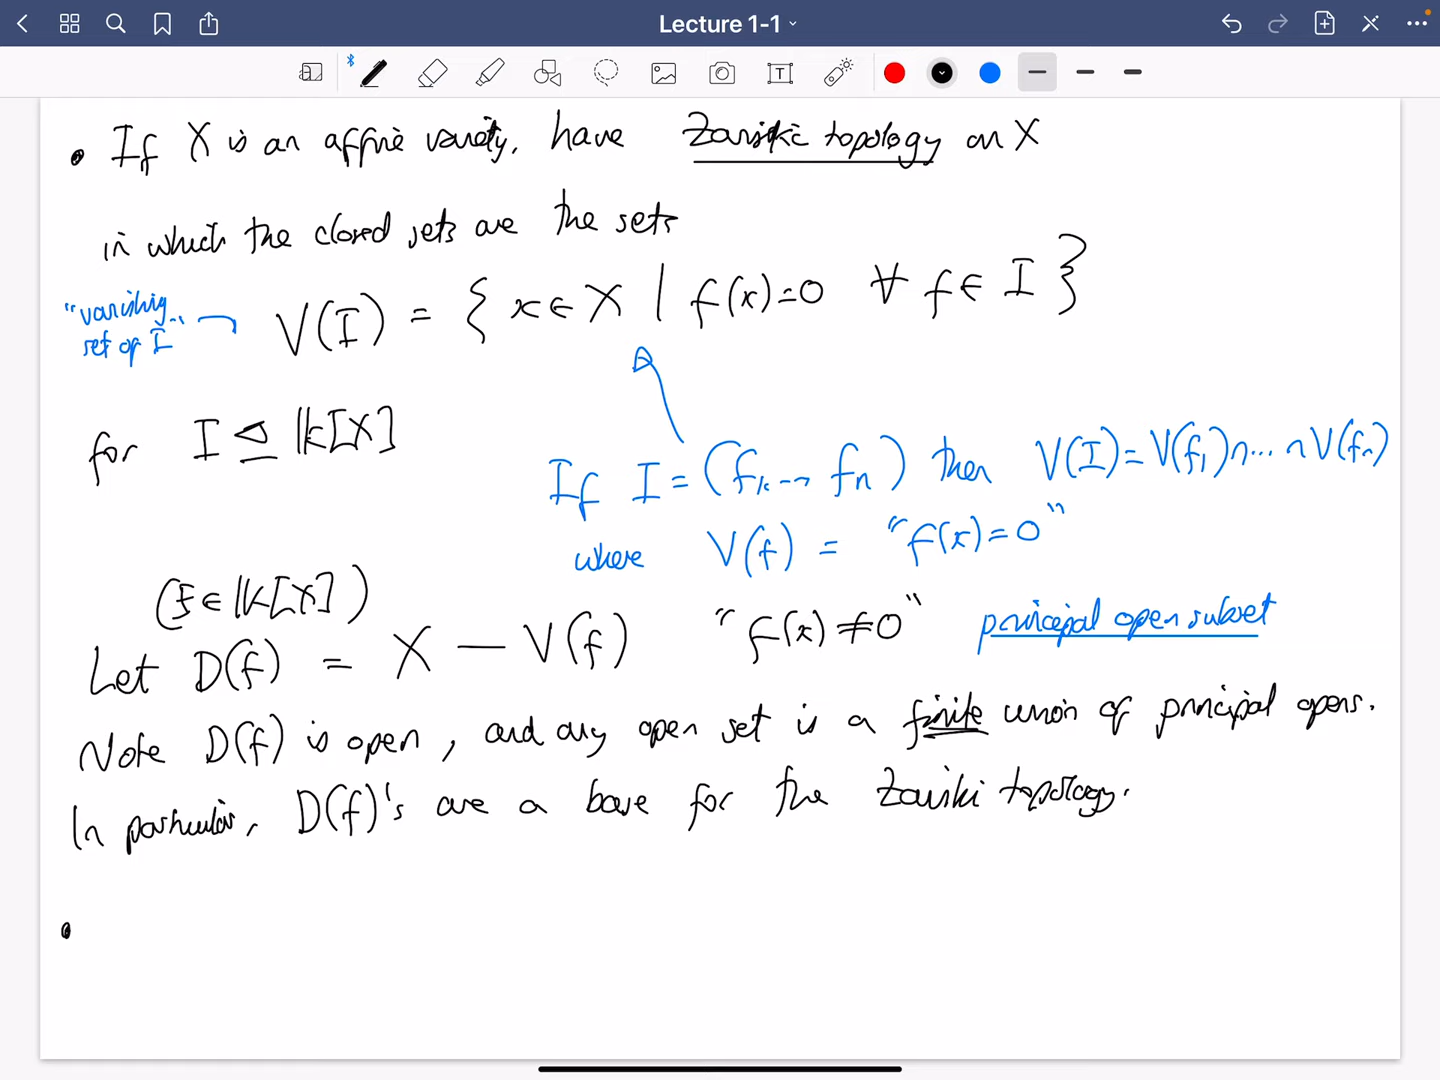 Lecture 1-1
• If X is an affine variety, have Zariski topology on X
in which the closed sets are the sets
"vanishing set of I"
V(I) = { x ∈ X | f(x)=0 ∀ f ∈ I }
for I ⊴ 𝕜[X]
If I = (f₁, ..., fₙ) then V(I) = V(f₁)∩...∩V(fₙ)
where V(f) = "f(x)=0"
(f ∈ 𝕜[X])
Let D(f) = X − V(f) "f(x) ≠ 0" principal open subset
Note D(f) is open, and any open set is a finite union of principal opens.
In particular, D(f)'s are a base for the Zariski topology.
•